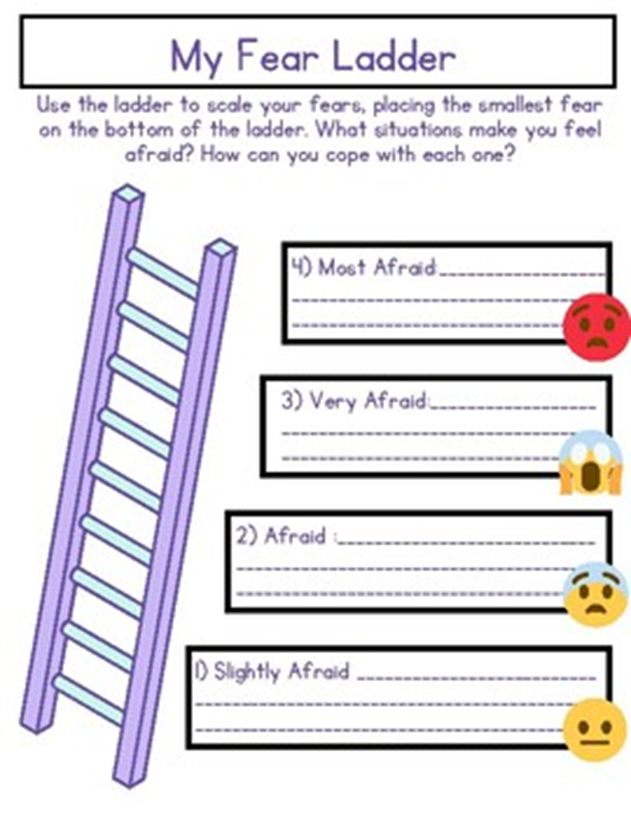 My Fear Ladder
Use the ladder to scale your fears, placing the smallest fear
on the bottom of the ladder. What situations make you feel
afraid? How can you cope with each one?
4) Most Afraid:
3) Very Afraid:
2) Afraid :
1) Slightly Afraid